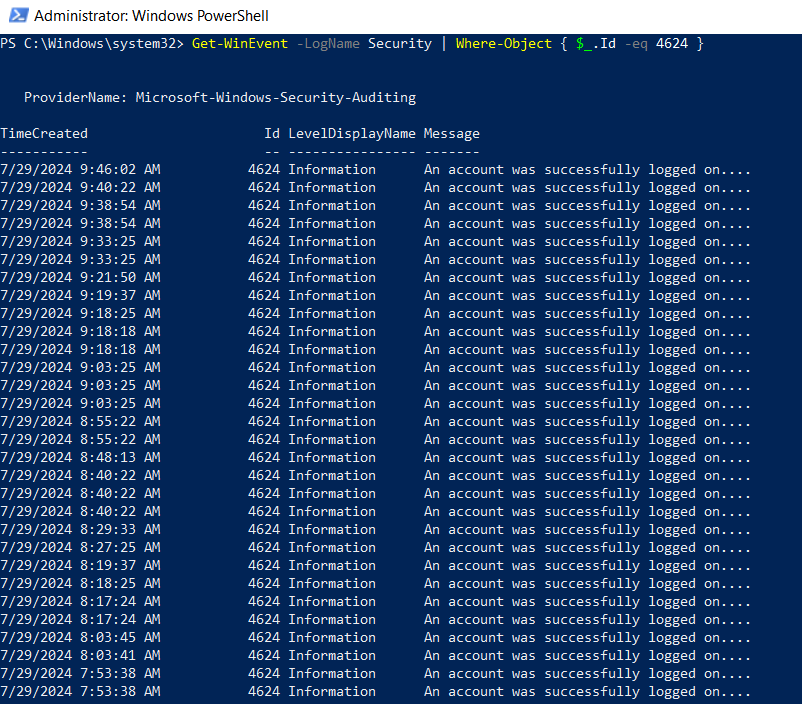 Administrator: Windows PowerShell
PS C:\Windows\system32> Get-WinEvent -LogName Security | Where-Object { $_.Id -eq 4624 }
ProviderName: Microsoft-Windows-Security-Auditing
TimeCreated Id LevelDisplayName Message
----------- -- ---------------- -------
7/29/2024 9:46:02 AM 4624 Information An account was successfully logged on....
7/29/2024 9:40:22 AM 4624 Information An account was successfully logged on....
7/29/2024 9:38:54 AM 4624 Information An account was successfully logged on....
7/29/2024 9:38:54 AM 4624 Information An account was successfully logged on....
7/29/2024 9:33:25 AM 4624 Information An account was successfully logged on....
7/29/2024 9:33:25 AM 4624 Information An account was successfully logged on....
7/29/2024 9:21:50 AM 4624 Information An account was successfully logged on....
7/29/2024 9:19:37 AM 4624 Information An account was successfully logged on....
7/29/2024 9:18:25 AM 4624 Information An account was successfully logged on....
7/29/2024 9:18:18 AM 4624 Information An account was successfully logged on....
7/29/2024 9:18:18 AM 4624 Information An account was successfully logged on....
7/29/2024 9:03:25 AM 4624 Information An account was successfully logged on....
7/29/2024 9:03:25 AM 4624 Information An account was successfully logged on....
7/29/2024 9:03:25 AM 4624 Information An account was successfully logged on....
7/29/2024 8:55:22 AM 4624 Information An account was successfully logged on....
7/29/2024 8:55:22 AM 4624 Information An account was successfully logged on....
7/29/2024 8:48:13 AM 4624 Information An account was successfully logged on....
7/29/2024 8:40:22 AM 4624 Information An account was successfully logged on....
7/29/2024 8:40:22 AM 4624 Information An account was successfully logged on....
7/29/2024 8:40:22 AM 4624 Information An account was successfully logged on....
7/29/2024 8:29:33 AM 4624 Information An account was successfully logged on....
7/29/2024 8:27:25 AM 4624 Information An account was successfully logged on....
7/29/2024 8:19:37 AM 4624 Information An account was successfully logged on....
7/29/2024 8:18:25 AM 4624 Information An account was successfully logged on....
7/29/2024 8:17:24 AM 4624 Information An account was successfully logged on....
7/29/2024 8:17:24 AM 4624 Information An account was successfully logged on....
7/29/2024 8:03:45 AM 4624 Information An account was successfully logged on....
7/29/2024 8:03:41 AM 4624 Information An account was successfully logged on....
7/29/2024 7:53:38 AM 4624 Information An account was successfully logged on....
7/29/2024 7:53:38 AM 4624 Information An account was successfully logged on....